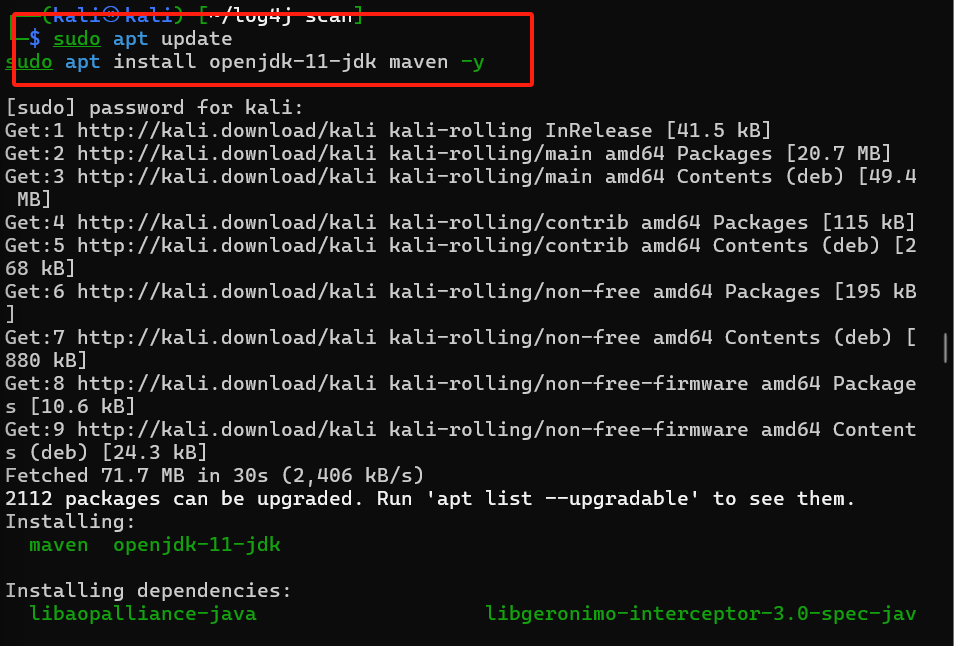 (kali㉿kali) [~/log4j scan]
$ sudo apt update
sudo apt install openjdk-11-jdk maven -y
[sudo] password for kali:
Get:1 http://kali.download/kali kali-rolling InRelease [41.5 kB]
Get:2 http://kali.download/kali kali-rolling/main amd64 Packages [20.7 MB]
Get:3 http://kali.download/kali kali-rolling/main amd64 Contents (deb) [49.4
MB]
Get:4 http://kali.download/kali kali-rolling/contrib amd64 Packages [115 kB]
Get:5 http://kali.download/kali kali-rolling/contrib amd64 Contents (deb) [2
68 kB]
Get:6 http://kali.download/kali kali-rolling/non-free amd64 Packages [195 kB
]
Get:7 http://kali.download/kali kali-rolling/non-free amd64 Contents (deb) [
880 kB]
Get:8 http://kali.download/kali kali-rolling/non-free-firmware amd64 Package
s [10.6 kB]
Get:9 http://kali.download/kali kali-rolling/non-free-firmware amd64 Content
s (deb) [24.3 kB]
Fetched 71.7 MB in 30s (2,406 kB/s)
2112 packages can be upgraded. Run 'apt list --upgradable' to see them.
Installing:
maven openjdk-11-jdk
Installing dependencies:
libaopalliance-java libgeronimo-interceptor-3.0-spec-jav